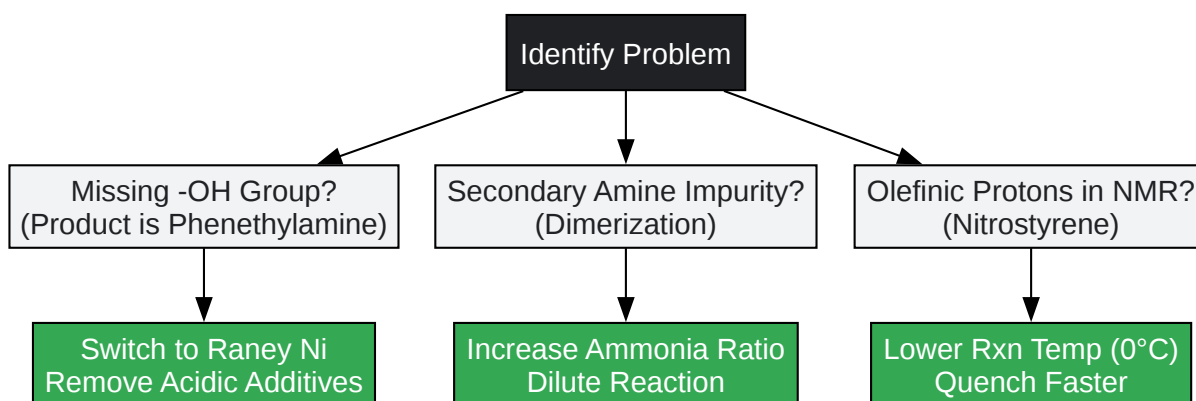 Identify Problem
Missing -OH Group?
(Product is Phenethylamine)
Secondary Amine Impurity?
(Dimerization)
Olefinic Protons in NMR?
(Nitrostyrene)
Switch to Raney Ni
Remove Acidic Additives
Increase Ammonia Ratio
Dilute Reaction
Lower Rxn Temp (0°C)
Quench Faster